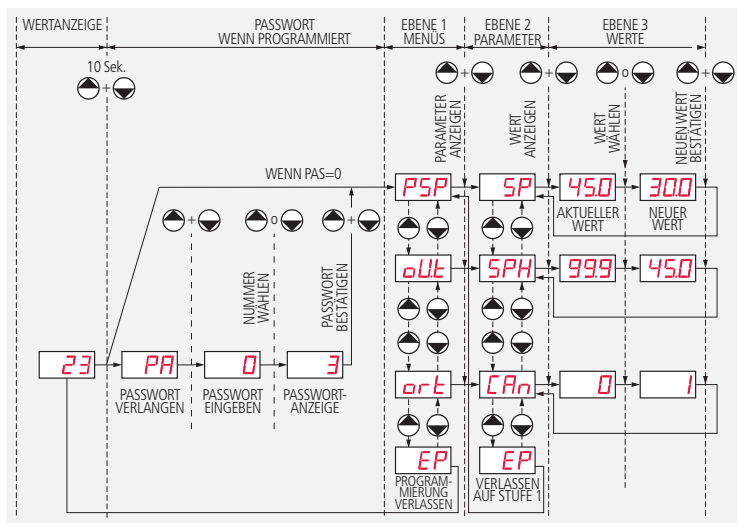 WERTANZEIGE
PASSWORT
WENN PROGRAMMIERT
EBENE 1
MENÜS
EBENE 2
PARAMETER
EBENE 3
WERTE
10 Sek.
+
+
+
o
+
PARAMETER
ANZEIGEN
WERT
ANZEIGEN
WERT
WÄHLEN
NEUEN WERT
BESTÄTIGEN
WENN PAS=0
PSP
SP
45.0
30.0
AKTUELLER
WERT
NEUER
WERT
+
o
+
NUMMER
WÄHLEN
PASSWORT
BESTÄTIGEN
oU.t
SPH
99.9
45.0
23
PA
0
3
PASSWORT
VERLANGEN
PASSWORT
EINGEBEN
PASSWORT-
ANZEIGE
ort
CAn
0
1
EP
EP
PROGRAM-
MIERUNG
VERLASSEN
VERLASSEN
AUF STUFE 1